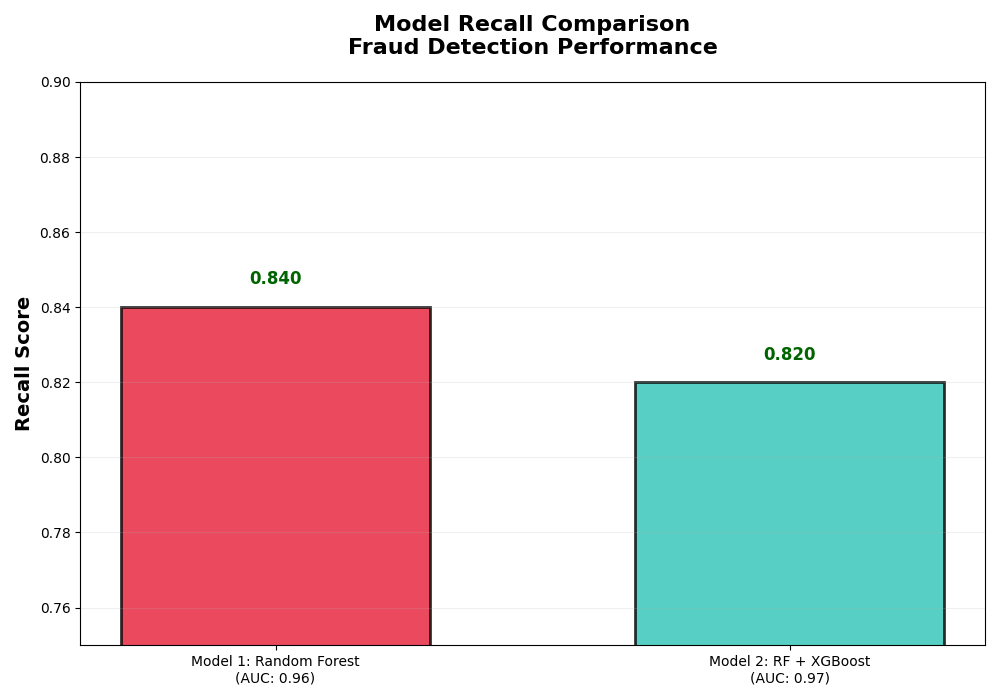 Model Recall Comparison
Fraud Detection Performance
Recall Score
0.90
0.88
0.86
0.84
0.82
0.80
0.78
0.76
0.840
0.820
Model 1: Random Forest
(AUC: 0.96)
Model 2: RF + XGBoost
(AUC: 0.97)